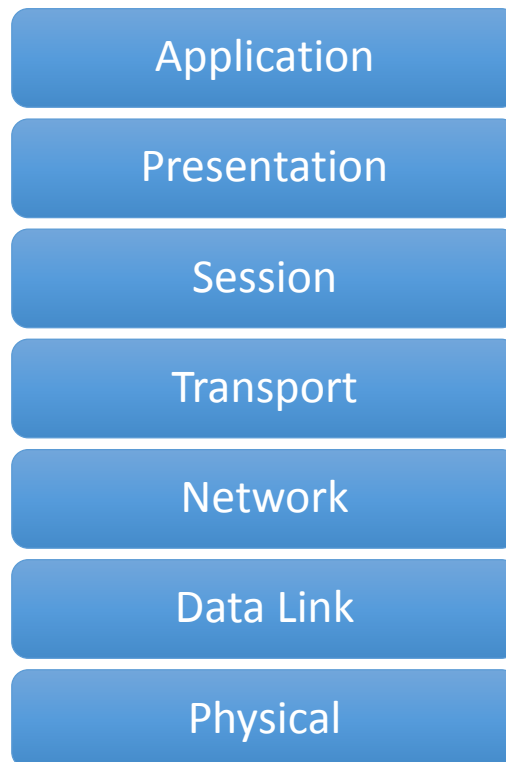 Application
Presentation
Session
Transport
Network
Data Link
Physical